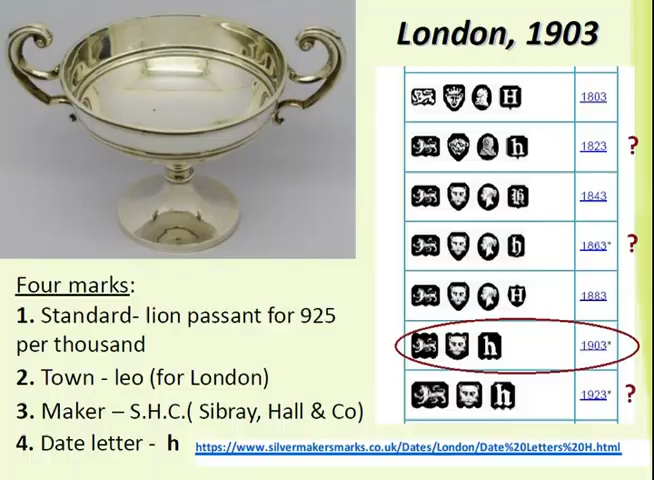 London, 1903
H 1803
h 1823 ?
H 1843
h 1863* ?
H 1883
h 1903*
h 1923* ?
Four marks:
1. Standard- lion passant for 925
per thousand
2. Town - leo (for London)
3. Maker – S.H.C.( Sibray, Hall & Co)
4. Date letter - h
https://www.silvermakersmarks.co.uk/Dates/London/Date%20Letters%20H.html